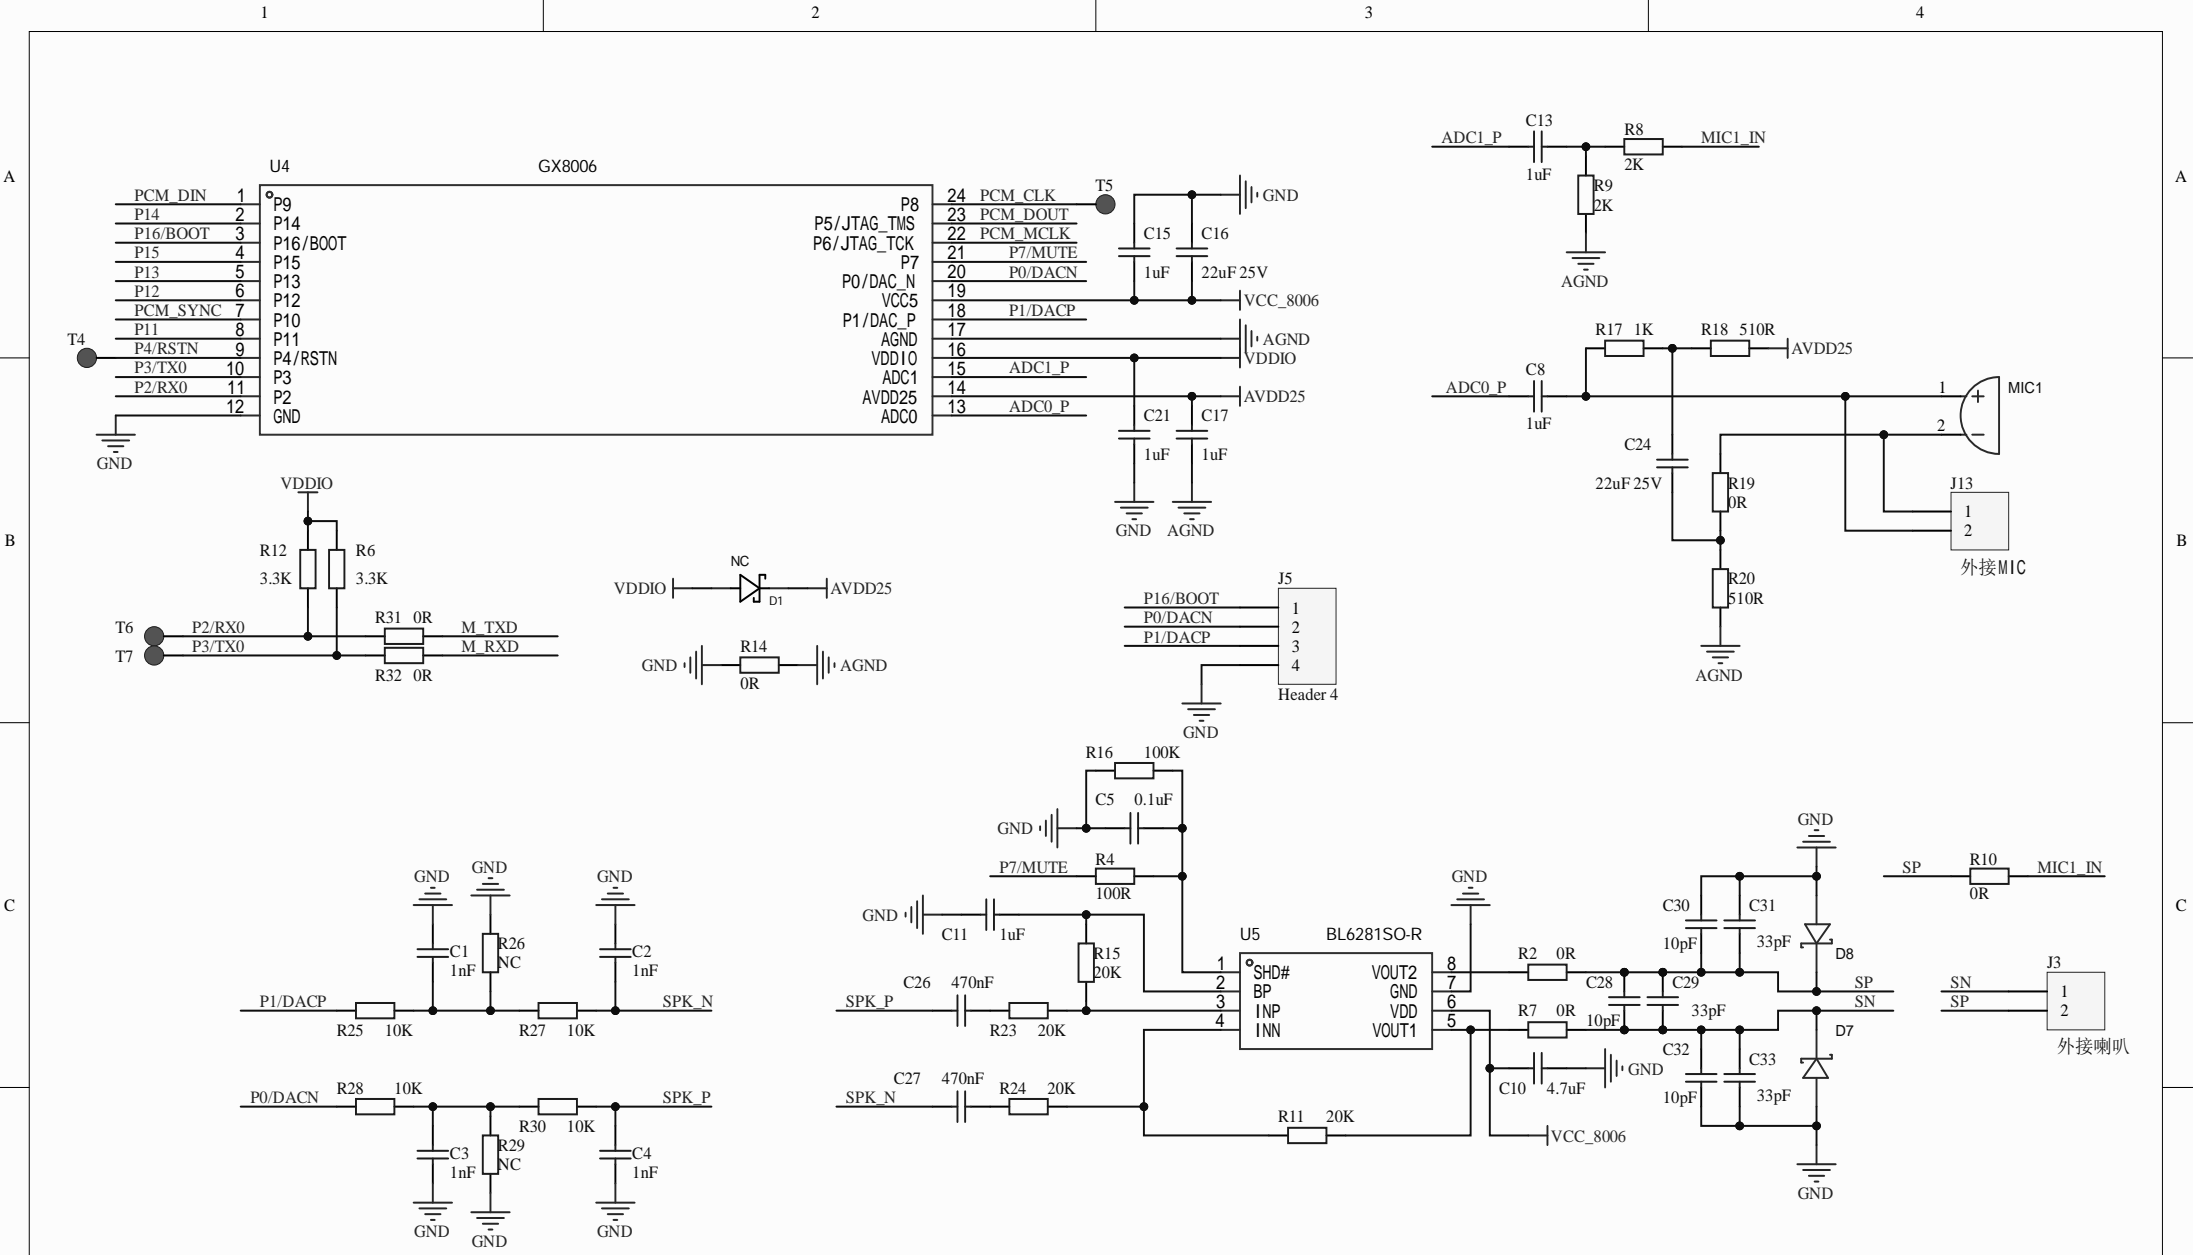 1 2 3 4
A A
B B
C C
U4 GX8006
PCM_DIN 1 P9
P14 2 P14
P16/BOOT 3 P16/BOOT
P15 4 P15
P13 5 P13
P12 6 P12
PCM_SYNC 7 P10
P11 8 P11
T4 P4/RSTN 9 P4/RSTN
P3/TX0 10 P3
P2/RX0 11 P2
12 GND
GND
P8 24 PCM_CLK T5
P5/JTAG_TMS 23 PCM_DOUT
P6/JTAG_TCK 22 PCM_MCLK
P7 21 P7/MUTE
P0/DAC_N 20 P0/DACN
VCC5 19 VCC_8006
P1/DAC_P 18 P1/DACP
AGND 17 AGND
VDDIO 16 VDDIO
ADC1 15 ADC1_P
AVDD25 14 AVDD25
ADC0 13 ADC0_P
GND
C15 C16
1uF 22uF 25V
C21 C17
1uF 1uF
GND AGND
ADC1_P C13 R8 MIC1_IN
1uF 2K
R9
2K
AGND
R17 1K R18 510R
AVDD25
ADC0_P C8
1uF
1 + MIC1
2 −
C24
22uF 25V
R19
0R
J13
1
2
外接MIC
R20
510R
AGND
VDDIO
R12 R6
3.3K 3.3K
R31 0R
T6 P2/RX0 M_TXD
T7 P3/TX0 M_RXD
R32 0R
NC
VDDIO AVDD25
D1
R14
GND AGND
0R
J5
P16/BOOT 1
P0/DACN 2
P1/DACP 3
4
Header 4
GND
R16 100K
C5 0.1uF
GND
P7/MUTE R4
100R
GND C11 1uF
R15
20K
C26 470nF
SPK_P
R23 20K
C27 470nF R24 20K
SPK_N
R11 20K
U5 BL6281SO-R
1 SHD# VOUT2 8
2 BP GND 7
3 INP VDD 6
4 INN VOUT1 5
GND
R2 0R
R7 0R
C28 C29
10pF 33pF
C30 C31
10pF 33pF
C32 C33
10pF 33pF
C10 4.7uF
GND
VCC_8006
GND
D8
SP
SN
D7
GND
SP R10 MIC1_IN
0R
J3
SN 1
SP 2
外接喇叭
GND GND GND
C1 R26 C2
1nF NC 1nF
P1/DACP SPK_N
R25 10K R27 10K
R28 10K
P0/DACN SPK_P
R30 10K
C3 R29 C4
1nF NC 1nF
GND GND GND